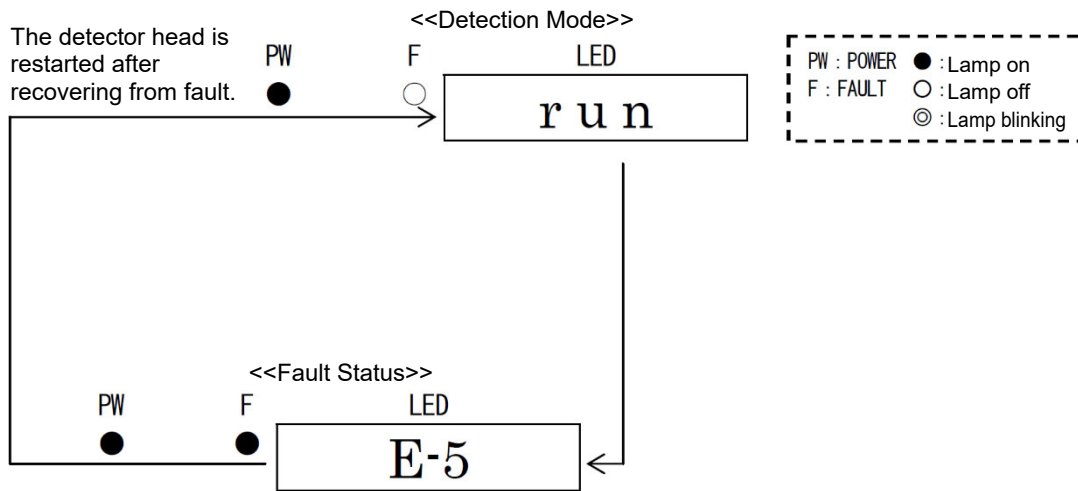 <<Detection Mode>>
The detector head is
restarted after
recovering from fault.
PW F LED
run
PW : POWER ● : Lamp on
F : FAULT ○ : Lamp off
◎ : Lamp blinking
<<Fault Status>>
PW F LED
E-5